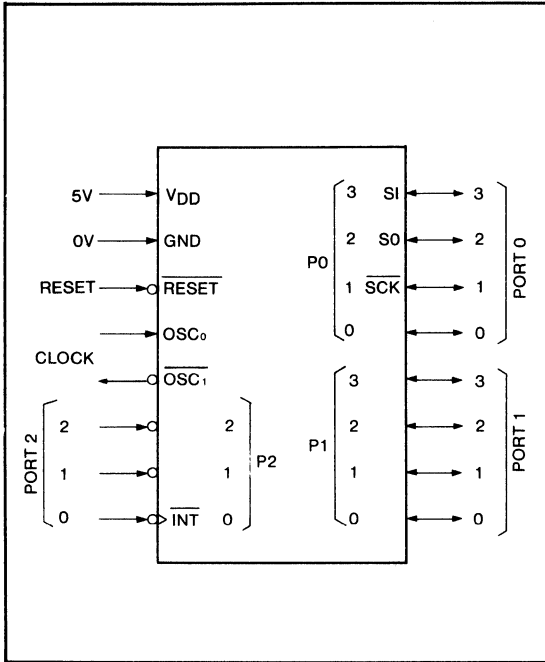 5V VDD P0 3 SI 3 PORT 0
0V GND 2 S0 2
RESET RESET 1 SCK 1
OSC0 0 0
CLOCK
OSC1 P1 3 3 PORT 1
PORT 2 2 2 P2 2 2
1 1 1 1
0 INT 0 0 0